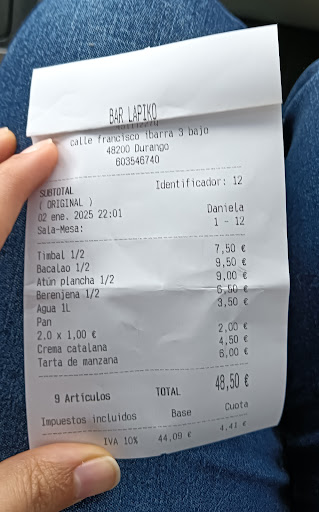 BAR LAPIKO
calle francisco ibarra 3 bajo
48200 Durango
603546740
SUBTOTAL Identificador: 12
( ORIGINAL )
02 ene. 2025 22:01 Daniela
Sala-Mesa: 1 - 12
Timbal 1/2 7,50 €
Bacalao 1/2 9,50 €
Atún plancha 1/2 9,00 €
Berenjena 1/2 6,50 €
Agua 1L 3,50 €
Pan
2.0 x 1,00 € 2,00 €
Crema catalana 4,50 €
Tarta de manzana 6,00 €
9 Artículos TOTAL 48,50 €
Impuestos incluidos Base Cuota
IVA 10% 44,09 € 4,41 €